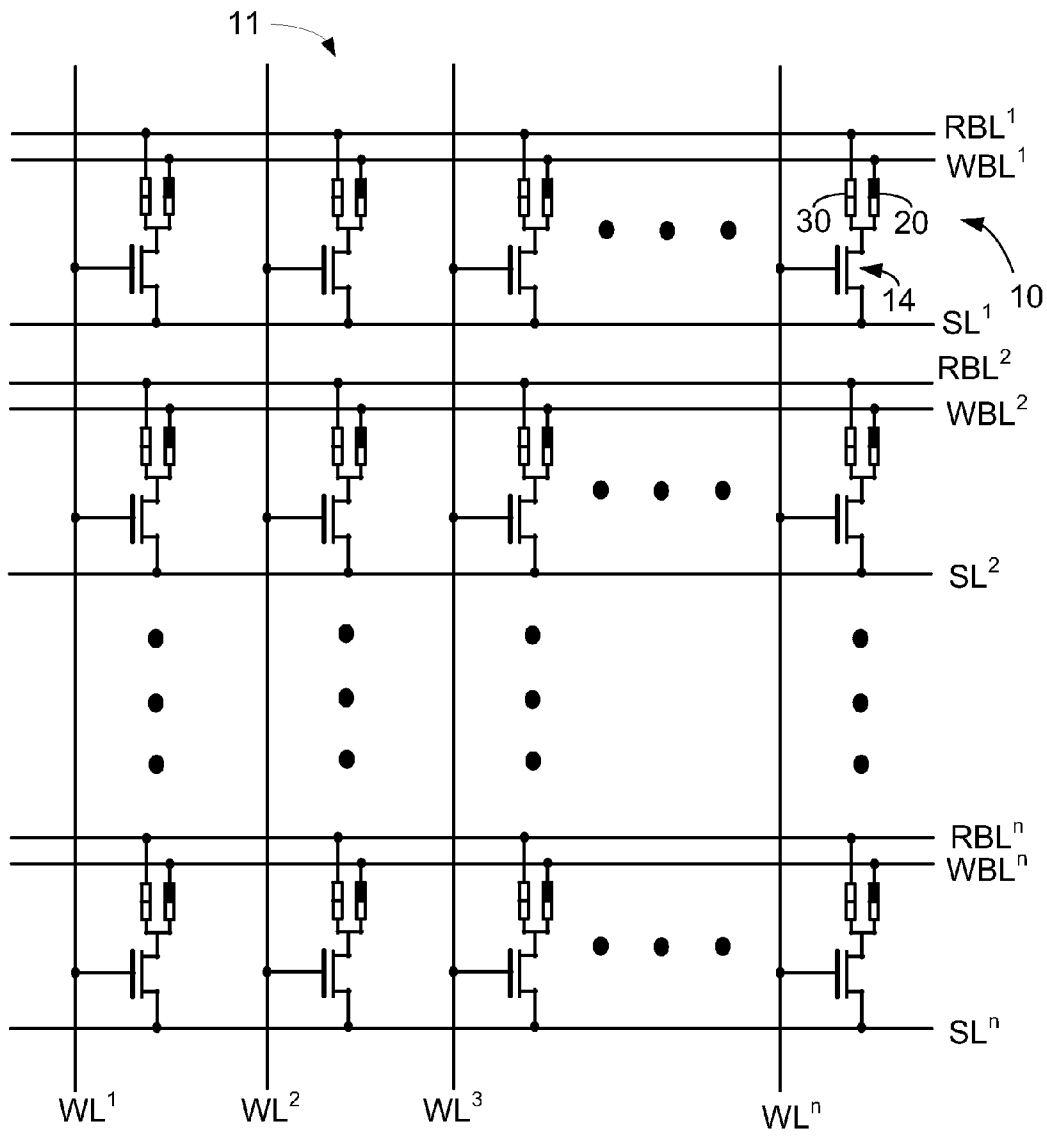 11
RBL¹
WBL¹
30
20
14
10
SL¹
RBL²
WBL²
SL²
RBLⁿ
WBLⁿ
SLⁿ
WL¹ WL² WL³ WLⁿ